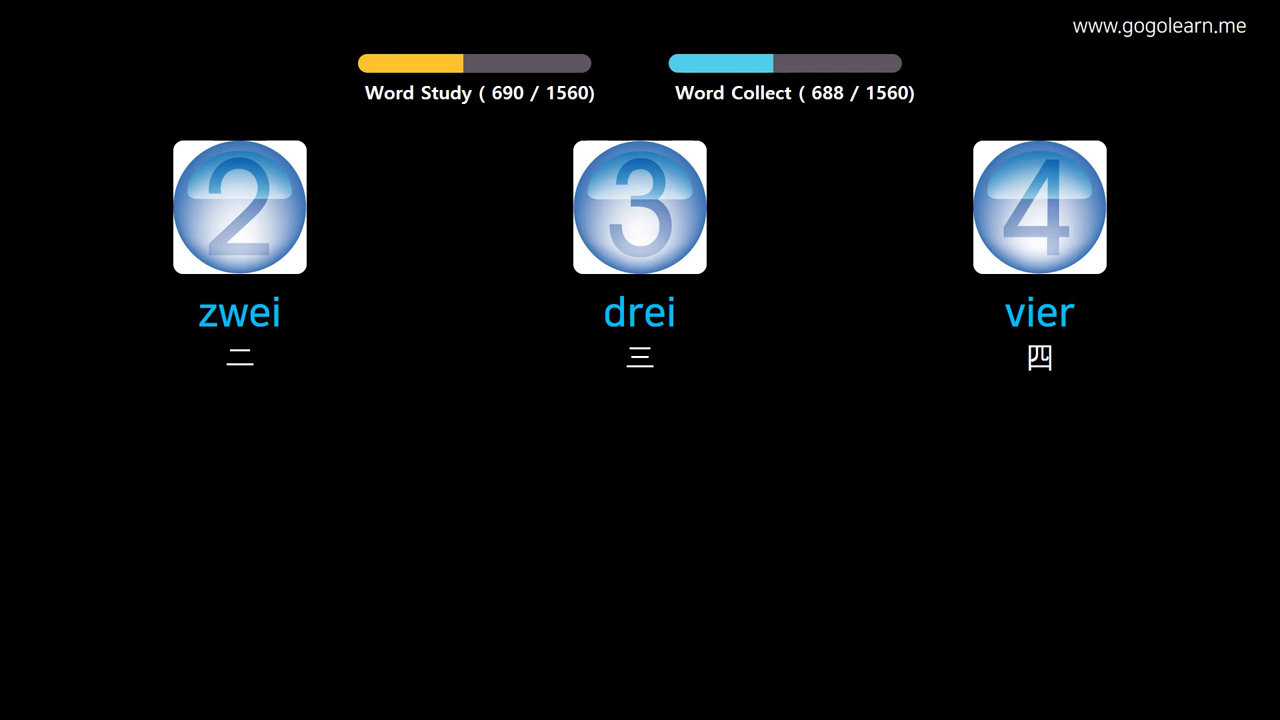 www.gogolearn.me
Word Study ( 690 / 1560)
Word Collect ( 688 / 1560)
2
3
4
zwei
drei
vier
二
三
四